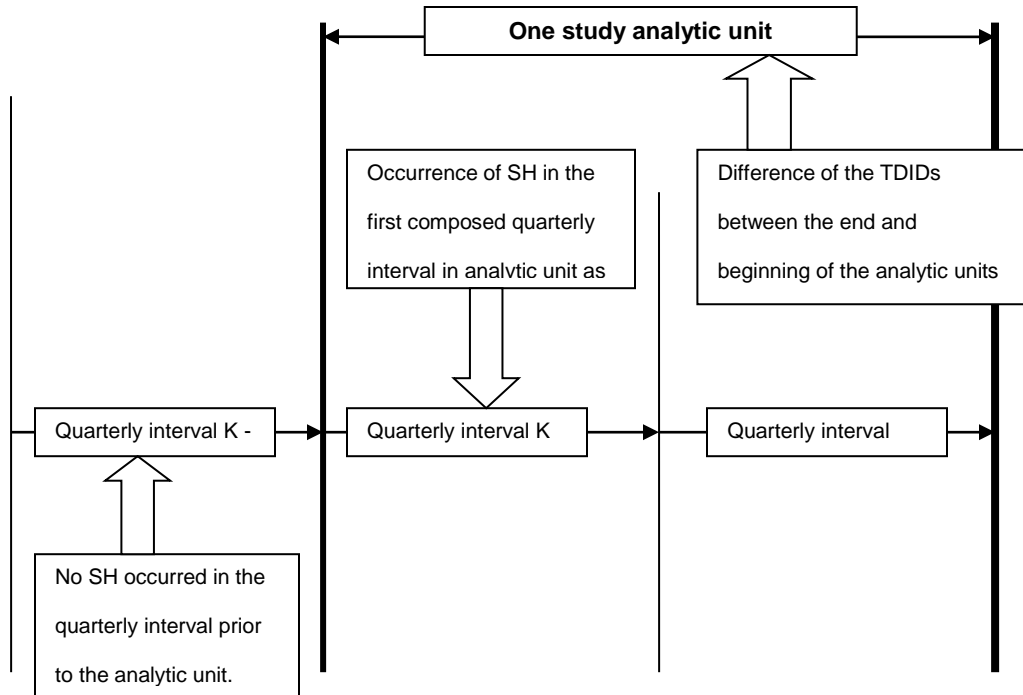 One study analytic unit
Occurrence of SH in the
first composed quarterly
interval in analytic unit as
Difference of the TDIDs
between the end and
beginning of the analytic units
Quarterly interval K -
Quarterly interval K
Quarterly interval
No SH occurred in the
quarterly interval prior
to the analytic unit.